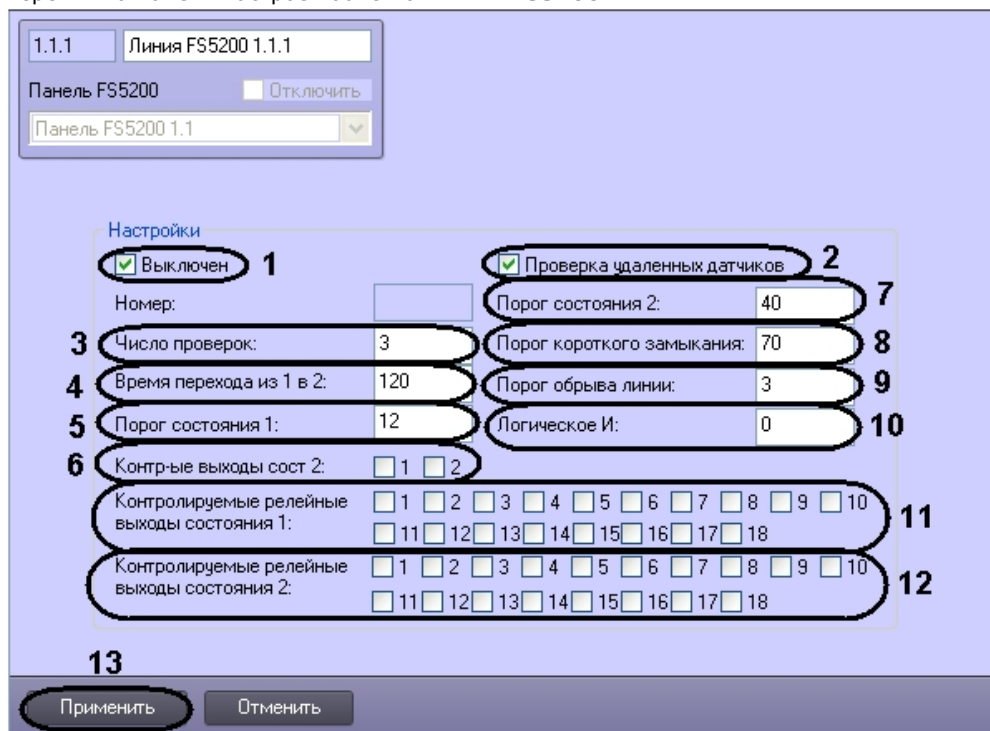 1.1.1 Линия FS5200 1.1.1
Панель FS5200 Отключить
Панель FS5200 1.1
Настройки
Выключен 1 Проверка удаленных датчиков 2
Номер: Порог состояния 2: 40 7
3 Число проверок: 3 Порог короткого замыкания: 70 8
4 Время перехода из 1 в 2: 120 Порог обрыва линии: 3 9
5 Порог состояния 1: 12 Логическое И: 0 10
6 Контр-ые выходы сост 2: 1 2
Контролируемые релейные 1 2 3 4 5 6 7 8 9 10
выходы состояния 1: 11 12 13 14 15 16 17 18 11
Контролируемые релейные 1 2 3 4 5 6 7 8 9 10
выходы состояния 2: 11 12 13 14 15 16 17 18 12
13
Применить Отменить